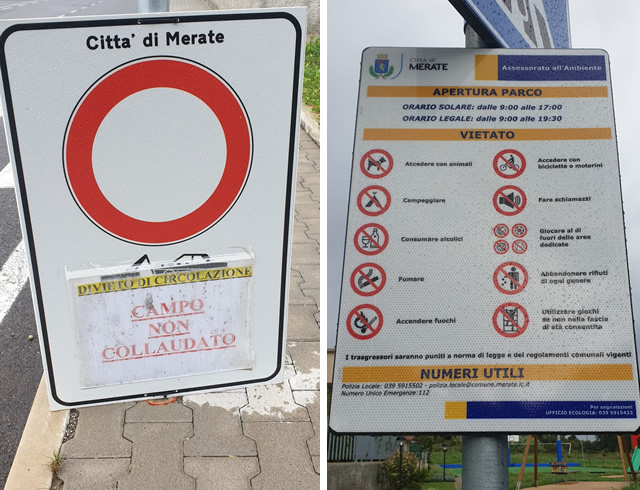 Citta' di Merate
DIVIETO DI CIRCOLAZIONE
CAMPO
NON
COLLAUDATO
Città di
MERATE
Assessorato all'Ambiente
APERTURA PARCO
ORARIO SOLARE: dalle 9:00 alle 17:00
ORARIO LEGALE: dalle 9:00 alle 19:30
VIETATO
Accedere con animali
Accedere con
biciclette o motorini
Campeggiare
Fare schiamazzi
Consumare alcolici
Giocare al di
fuori delle aree
dedicate
Fumare
Abbandonare rifiuti
di ogni genere
Accendere fuochi
Utilizzare giochi
se non nella fascia
di età consentita
I trasgressori saranno puniti a norma di legge e dei regolamenti comunali vigenti
NUMERI UTILI
Polizia Locale: 039 5915502 - polizia.locale@comune.merate.lc.it
Numero Unico Emergenze:112
Per segnalazioni
UFFICIO ECOLOGIA: 039 5915433